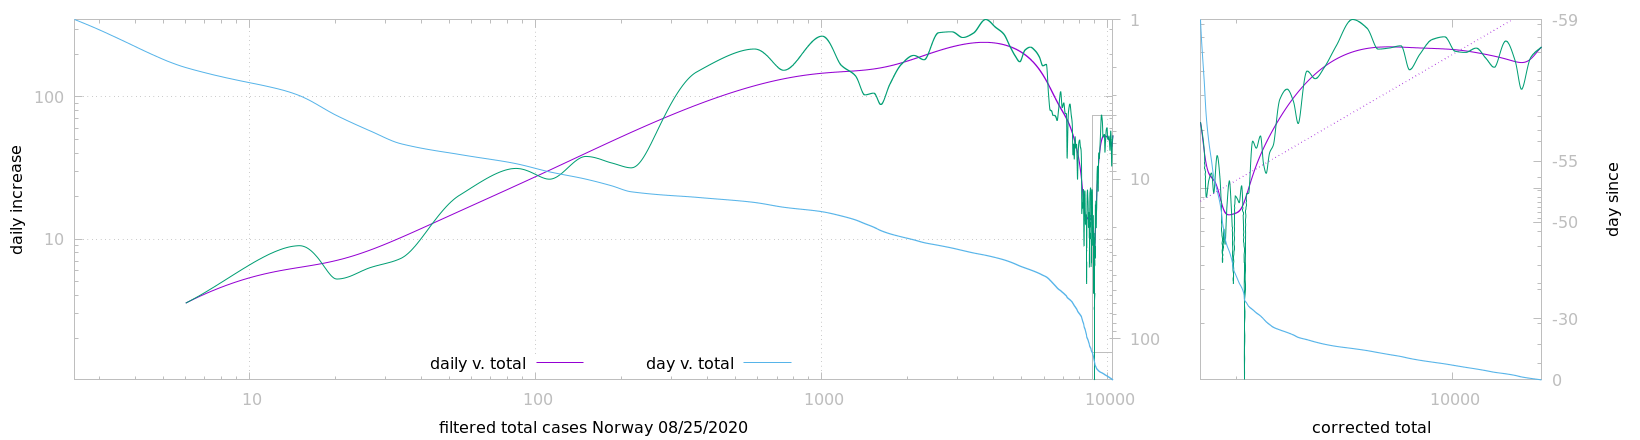 1
-59
100
daily increase
10
-55
day since
10
-50
-30
100
daily v. total
day v. total
0
10
100
1000
10000
10000
filtered total cases Norway 08/25/2020
corrected total